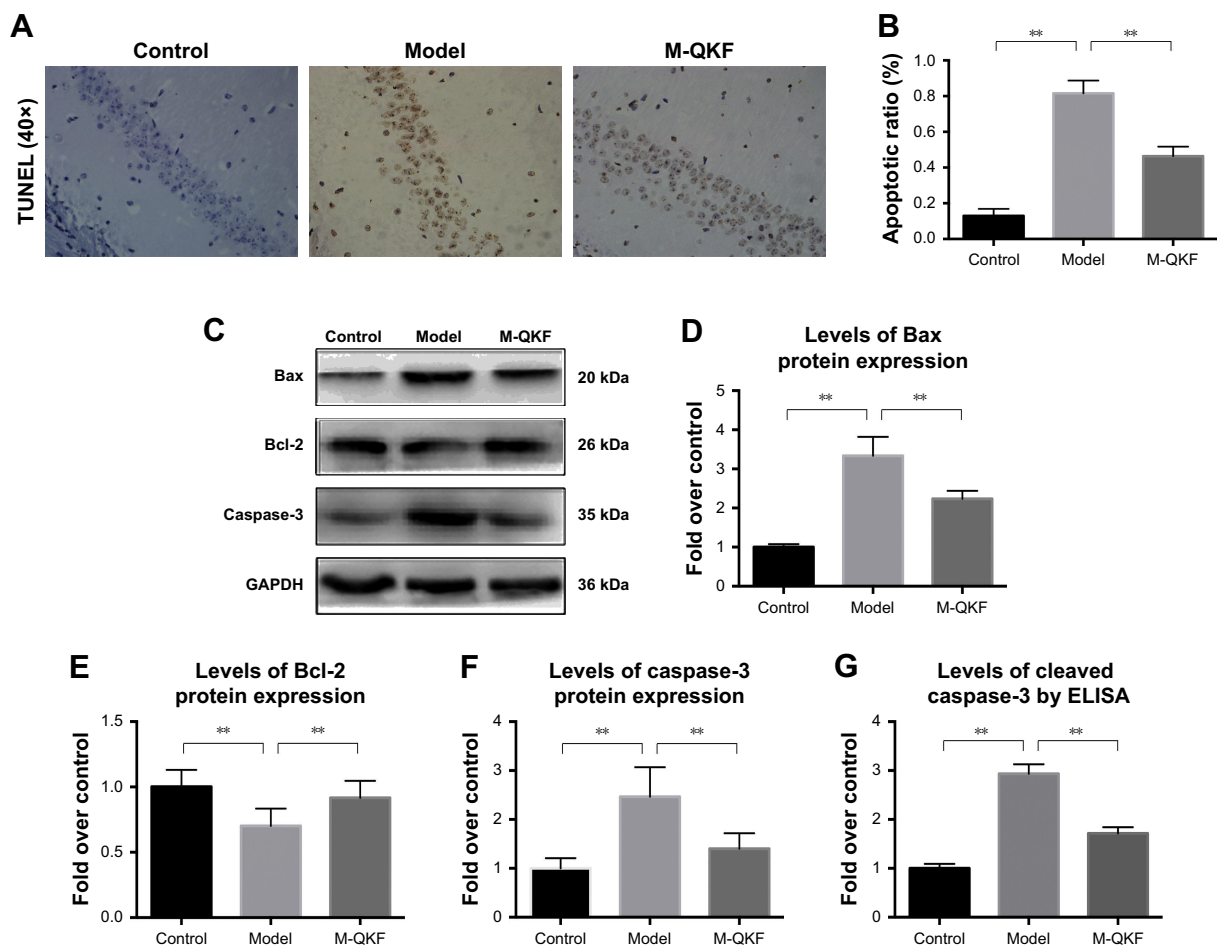 A
Control Model M-QKF
TUNEL (40×)
B
** **
Apoptotic ratio (%)
1.0
0.8
0.6
0.4
0.2
0.0
Control Model M-QKF
C
Control Model M-QKF
Bax 20 kDa
Bcl-2 26 kDa
Caspase-3 35 kDa
GAPDH 36 kDa
D
Levels of Bax
protein expression
** **
Fold over control
5
4
3
2
1
0
Control Model M-QKF
E
Levels of Bcl-2
protein expression
** **
Fold over control
1.5
1.0
0.5
0.0
Control Model M-QKF
F
Levels of caspase-3
protein expression
** **
Fold over control
4
3
2
1
0
Control Model M-QKF
G
Levels of cleaved
caspase-3 by ELISA
** **
Fold over control
4
3
2
1
0
Control Model M-QKF